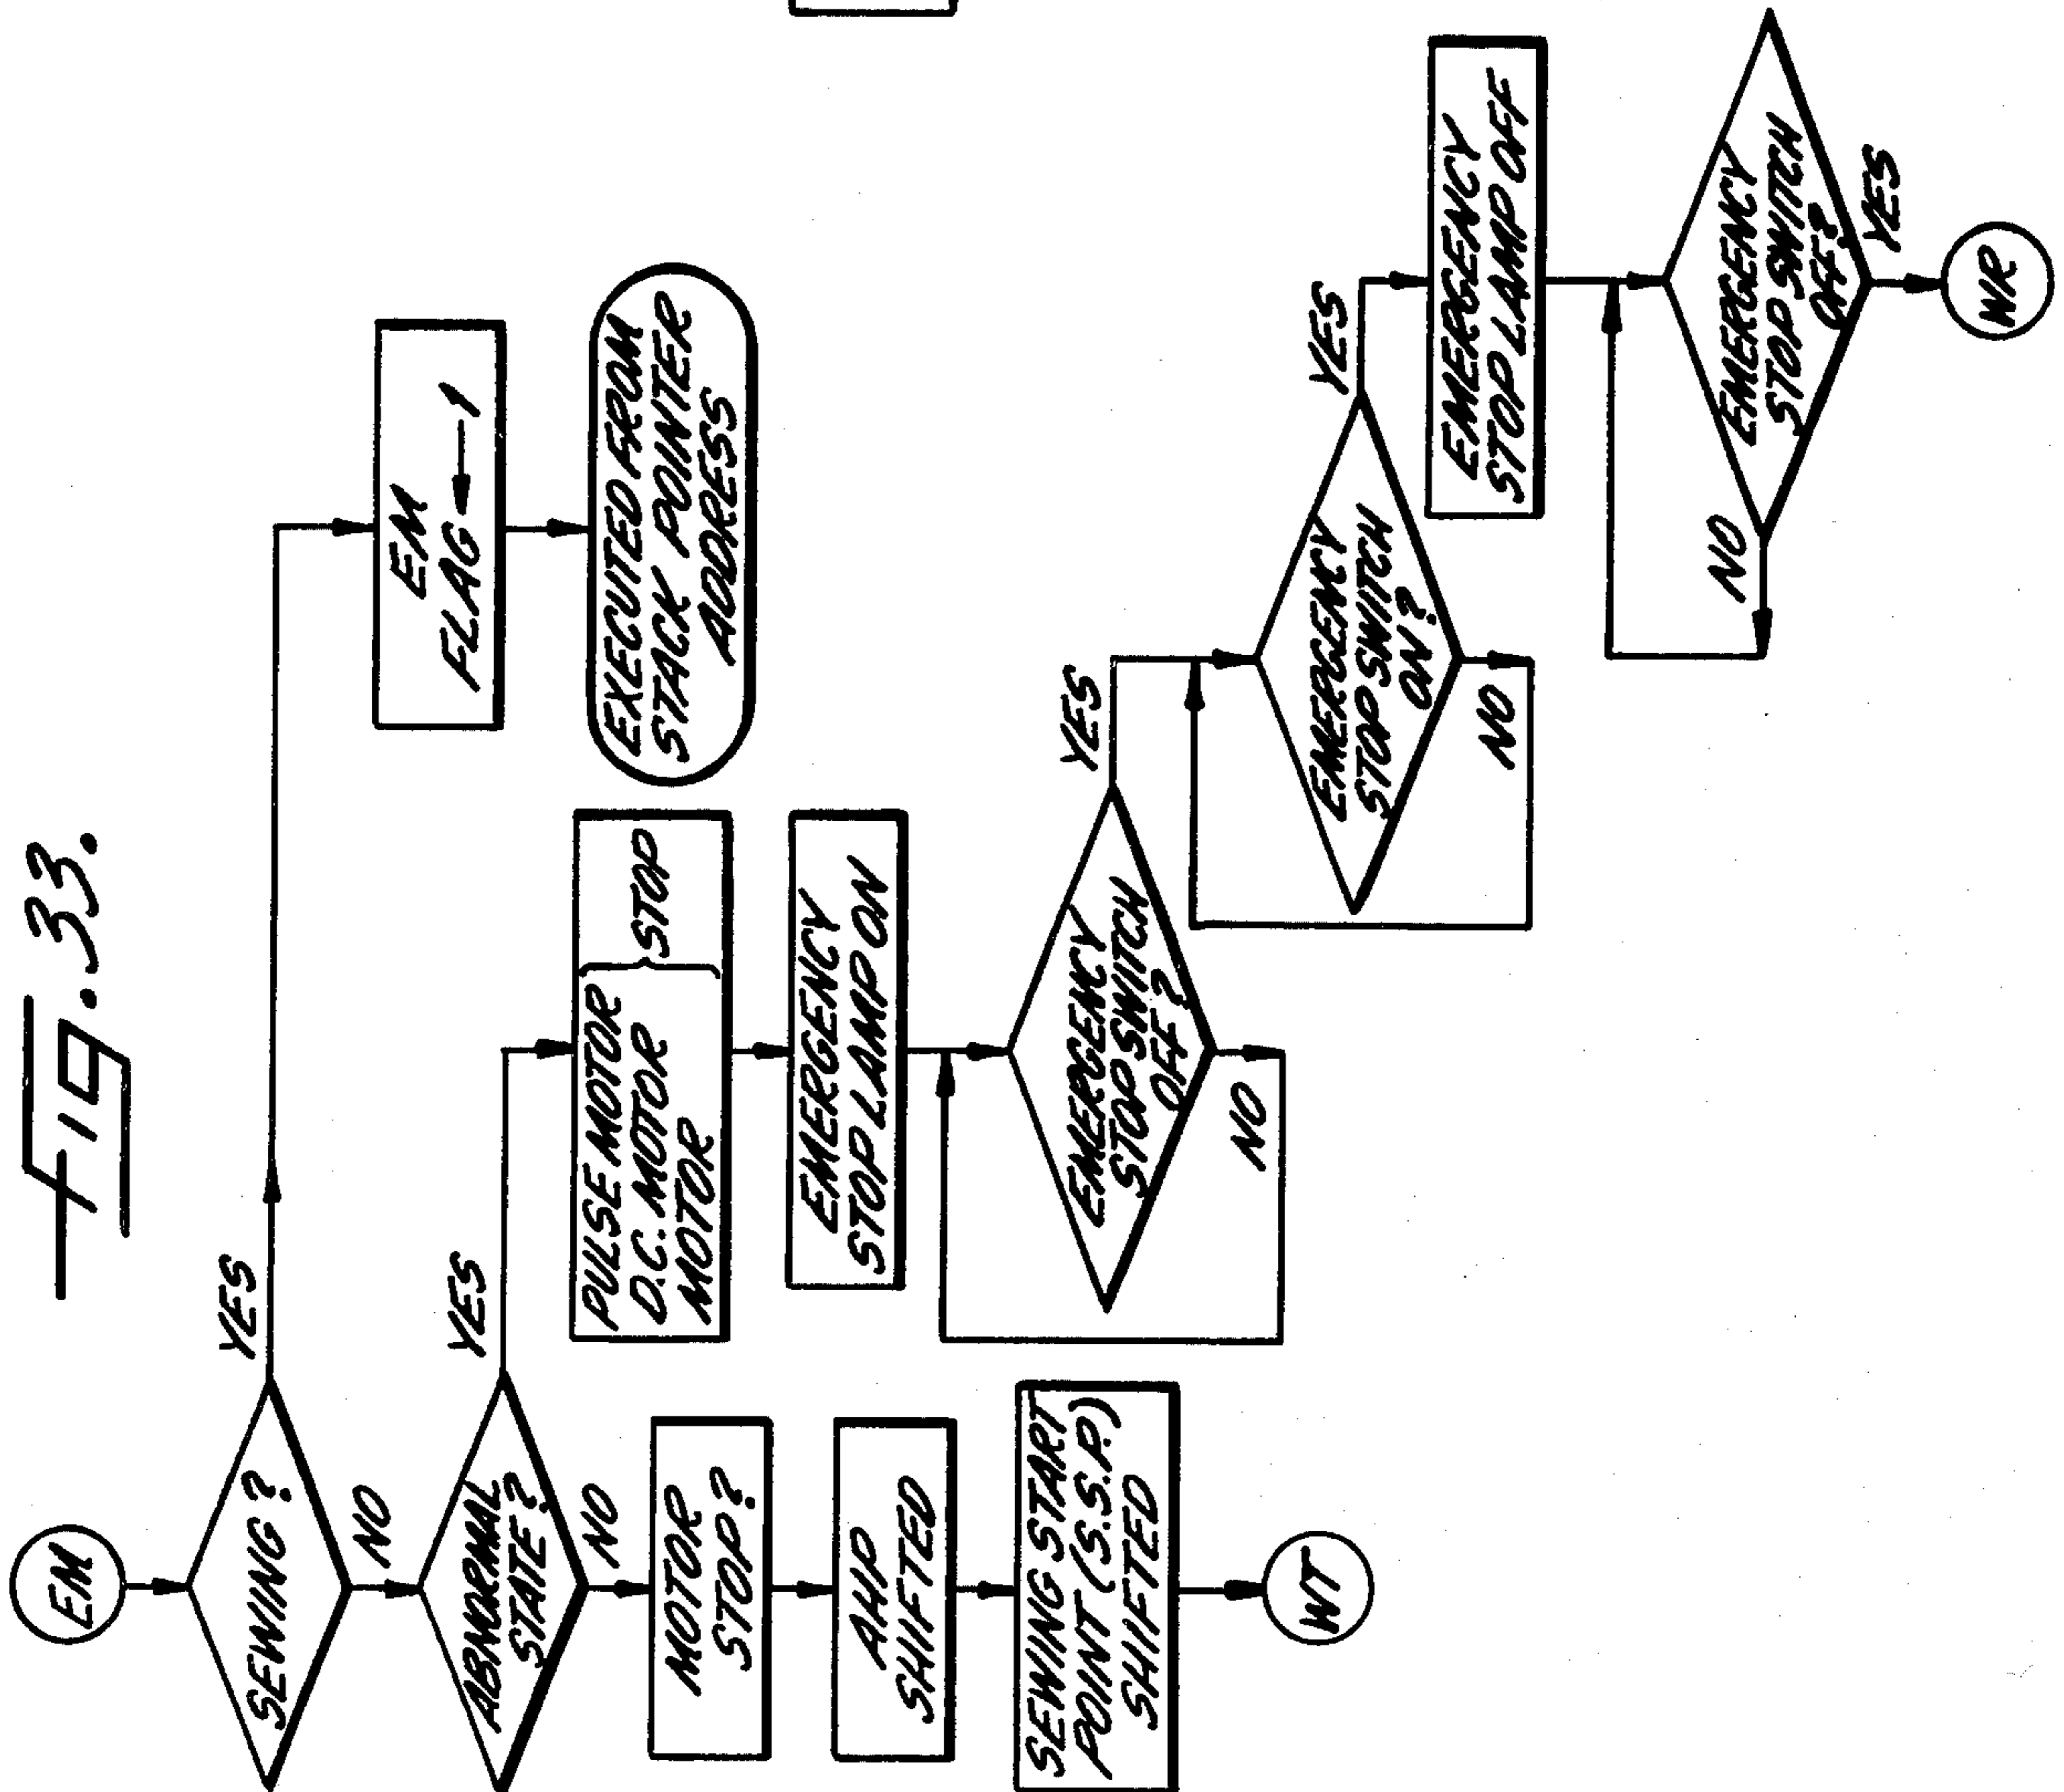 Fig. 33.
EM
SEWING?
YES
NO
EM
FLAG ← 1
EXECUTED FROM
STACK POINTER
ADDRESS
ABNORMAL
STATE?
YES
NO
PULSE MOTOR
D.C. MOTOR
MOTOR
STOP
EMERGENCY
STOP LAMP ON
EMERGENCY
STOP SWITCH
OFF?
YES
NO
EMERGENCY
STOP SWITCH
ON?
YES
NO
EMERGENCY
STOP LAMP OFF
EMERGENCY
STOP SWITCH
OFF?
NO
YES
WR
MOTOR
STOP?
AHP
SHIFTED
SEWING START
POINT (S.S.P.)
SHIFTED
WT